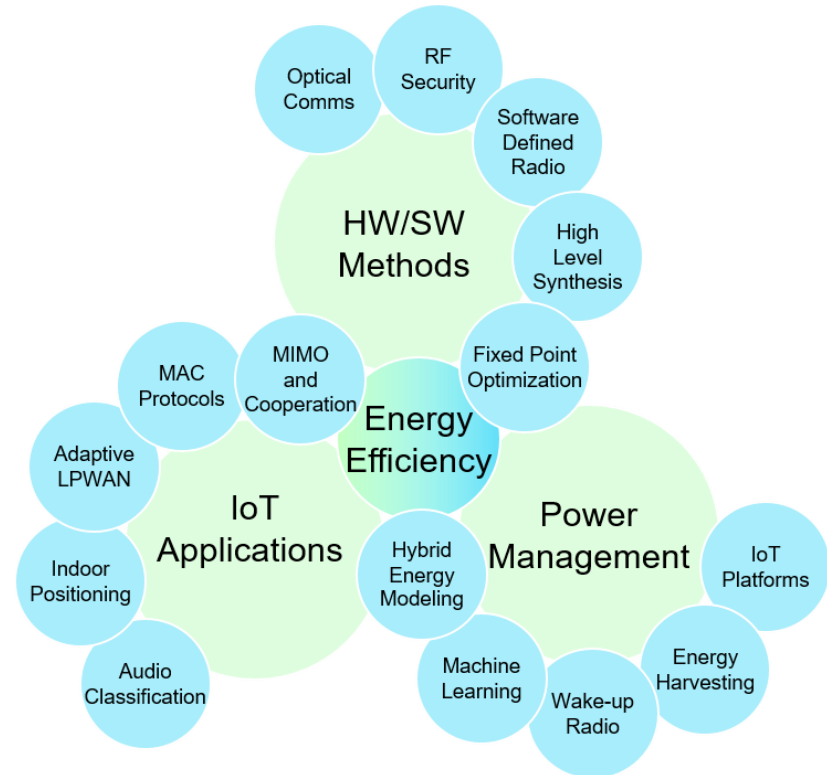 Optical
Comms
RF
Security
Software
Defined
Radio
HW/SW
Methods
High
Level
Synthesis
MAC
Protocols
MIMO
and
Cooperation
Fixed Point
Optimization
Energy
Efficiency
Adaptive
LPWAN
IoT
Applications
Power
Management
Indoor
Positioning
Hybrid
Energy
Modeling
IoT
Platforms
Audio
Classification
Machine
Learning
Wake-up
Radio
Energy
Harvesting